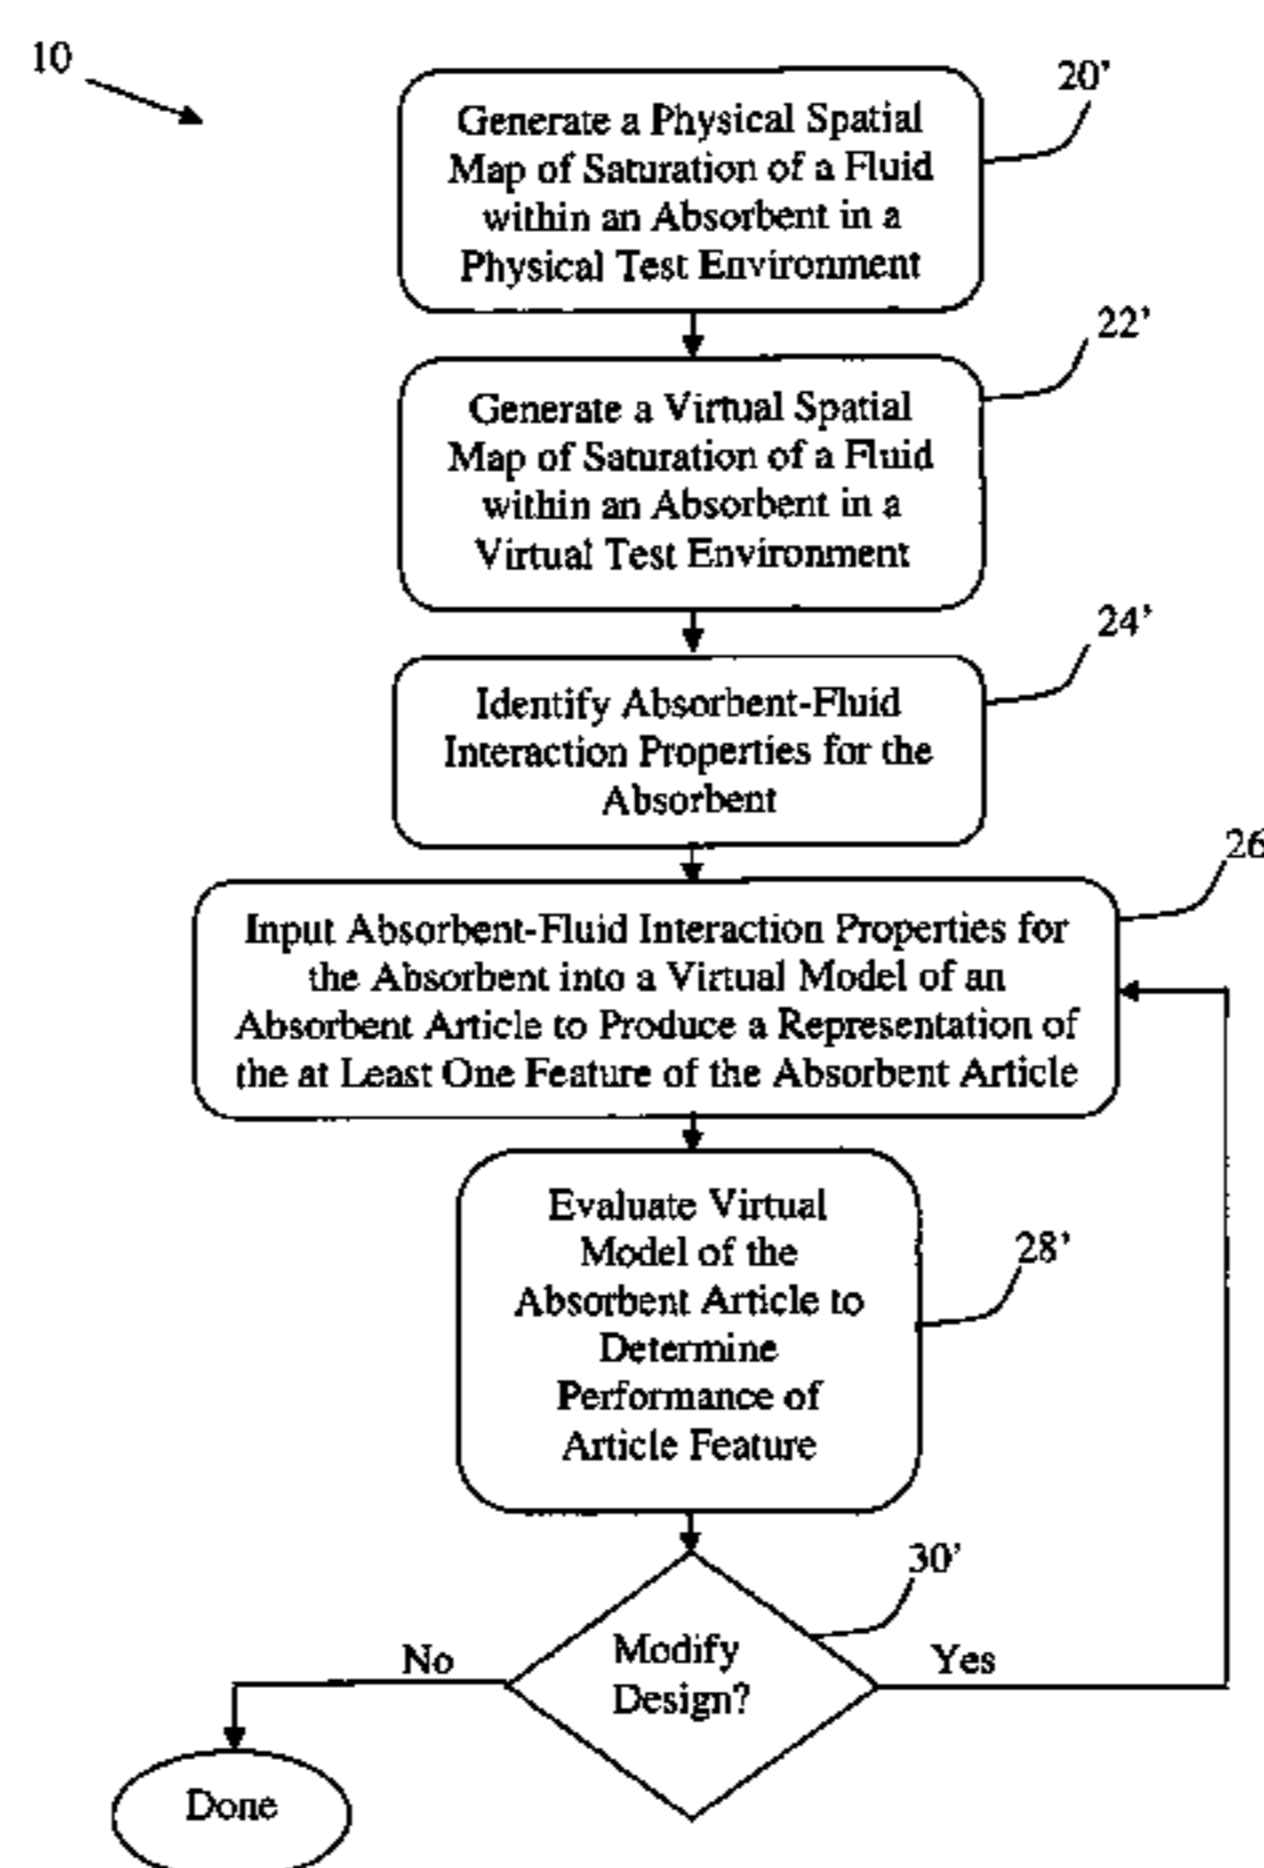 10
20'
Generate a Physical Spatial
Map of Saturation of a Fluid
within an Absorbent in a
Physical Test Environment
22'
Generate a Virtual Spatial
Map of Saturation of a Fluid
within an Absorbent in a
Virtual Test Environment
24'
Identify Absorbent-Fluid
Interaction Properties for the
Absorbent
26
Input Absorbent-Fluid Interaction Properties for
the Absorbent into a Virtual Model of an
Absorbent Article to Produce a Representation of
the at Least One Feature of the Absorbent Article
Evaluate Virtual
Model of the
Absorbent Article to
Determine
Performance of
Article Feature
28'
30'
Modify
Design?
No
Yes
Done